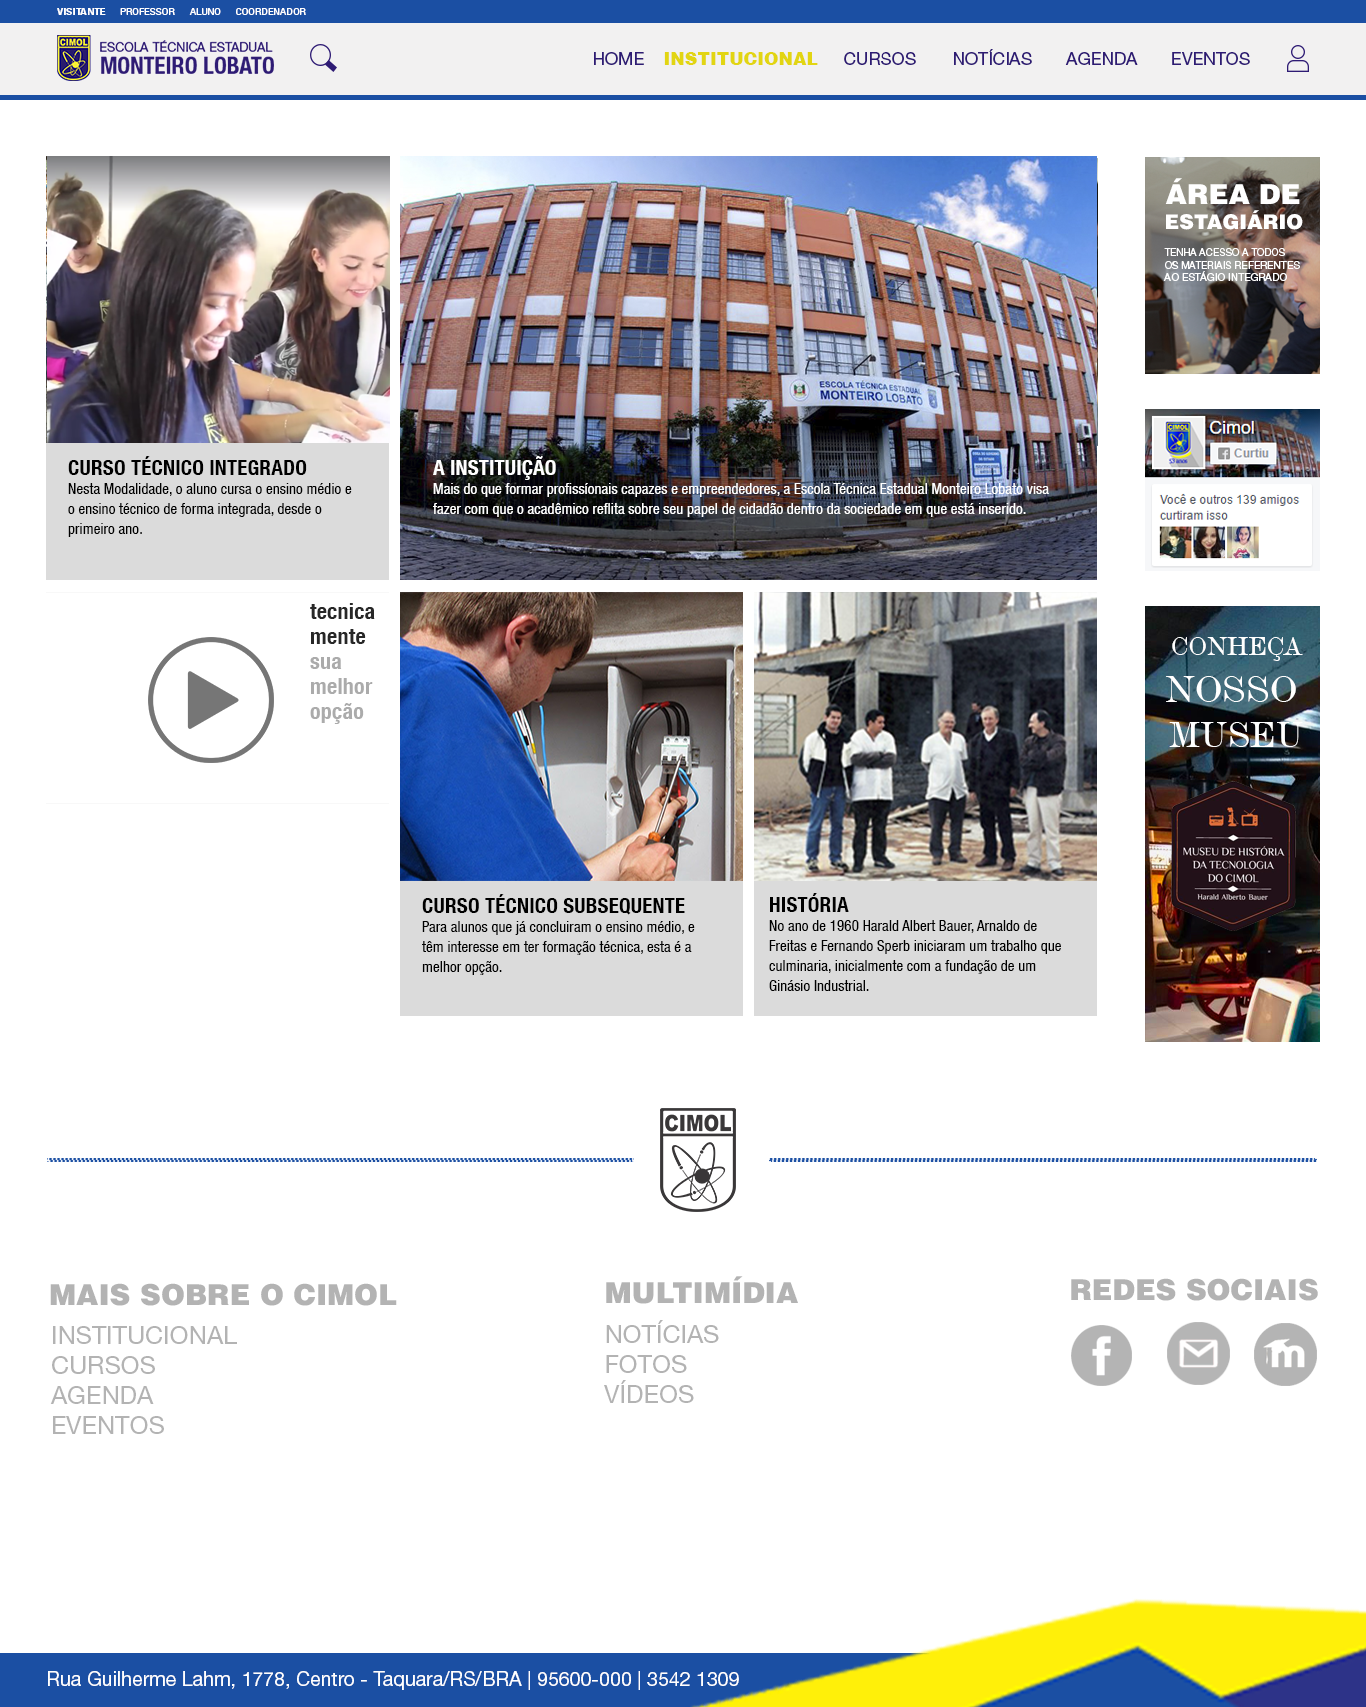 VISITANTE PROFESSOR ALUNO COORDENADOR
CIMOL
ESCOLA TÉCNICA ESTADUAL
MONTEIRO LOBATO
HOME INSTITUCIONAL CURSOS NOTÍCIAS AGENDA EVENTOS
CURSO TÉCNICO INTEGRADO
Nesta Modalidade, o aluno cursa o ensino médio e
o ensino técnico de forma integrada, desde o
primeiro ano.
ESCOLA TÉCNICA ESTADUAL
MONTEIRO LOBATO
A INSTITUIÇÃO
Mais do que formar profissionais capazes e empreendedores, a Escola Técnica Estadual Monteiro Lobato visa
fazer com que o acadêmico reflita sobre seu papel de cidadão dentro da sociedade em que está inserido.
ÁREA DE
ESTAGIÁRIO
TENHA ACESSO A TODOS
OS MATERIAIS REFERENTES
AO ESTÁGIO INTEGRADO
CIMOL
Cimol
Curtiu
Você e outros 139 amigos
curtiram isso
tecnica
mente
sua
melhor
opção
CURSO TÉCNICO SUBSEQUENTE
Para alunos que já concluiram o ensino médio, e
têm interesse em ter formação técnica, esta é a
melhor opção.
HISTÓRIA
No ano de 1960 Harald Albert Bauer, Arnaldo de
Freitas e Fernando Sperb iniciaram um trabalho que
culminaria, inicialmente com a fundação de um
Ginásio Industrial.
CONHEÇA
NOSSO
MUSEU
MUSEU DE HISTÓRIA
DA TECNOLOGIA
DO CIMOL
Harald Alberto Bauer
CIMOL
MAIS SOBRE O CIMOL
INSTITUCIONAL
CURSOS
AGENDA
EVENTOS
MULTIMÍDIA
NOTÍCIAS
FOTOS
VÍDEOS
REDES SOCIAIS
Rua Guilherme Lahm, 1778, Centro - Taquara/RS/BRA | 95600-000 | 3542 1309